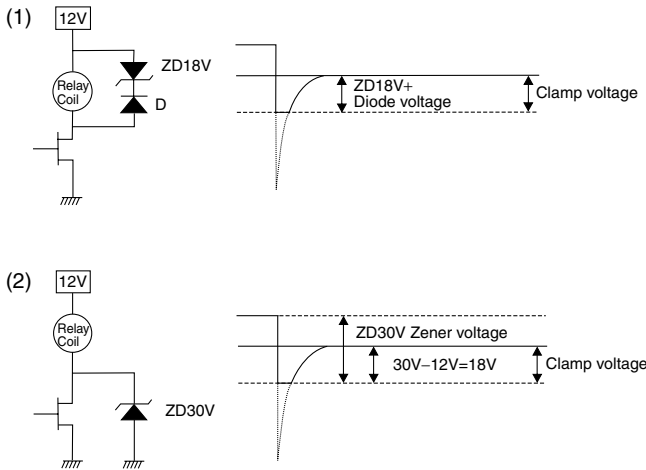 (1)
12V
Relay
Coil
ZD18V
D
ZD18V+
Diode voltage
Clamp voltage
(2)
12V
Relay
Coil
ZD30V
ZD30V Zener voltage
30V–12V=18V
Clamp voltage